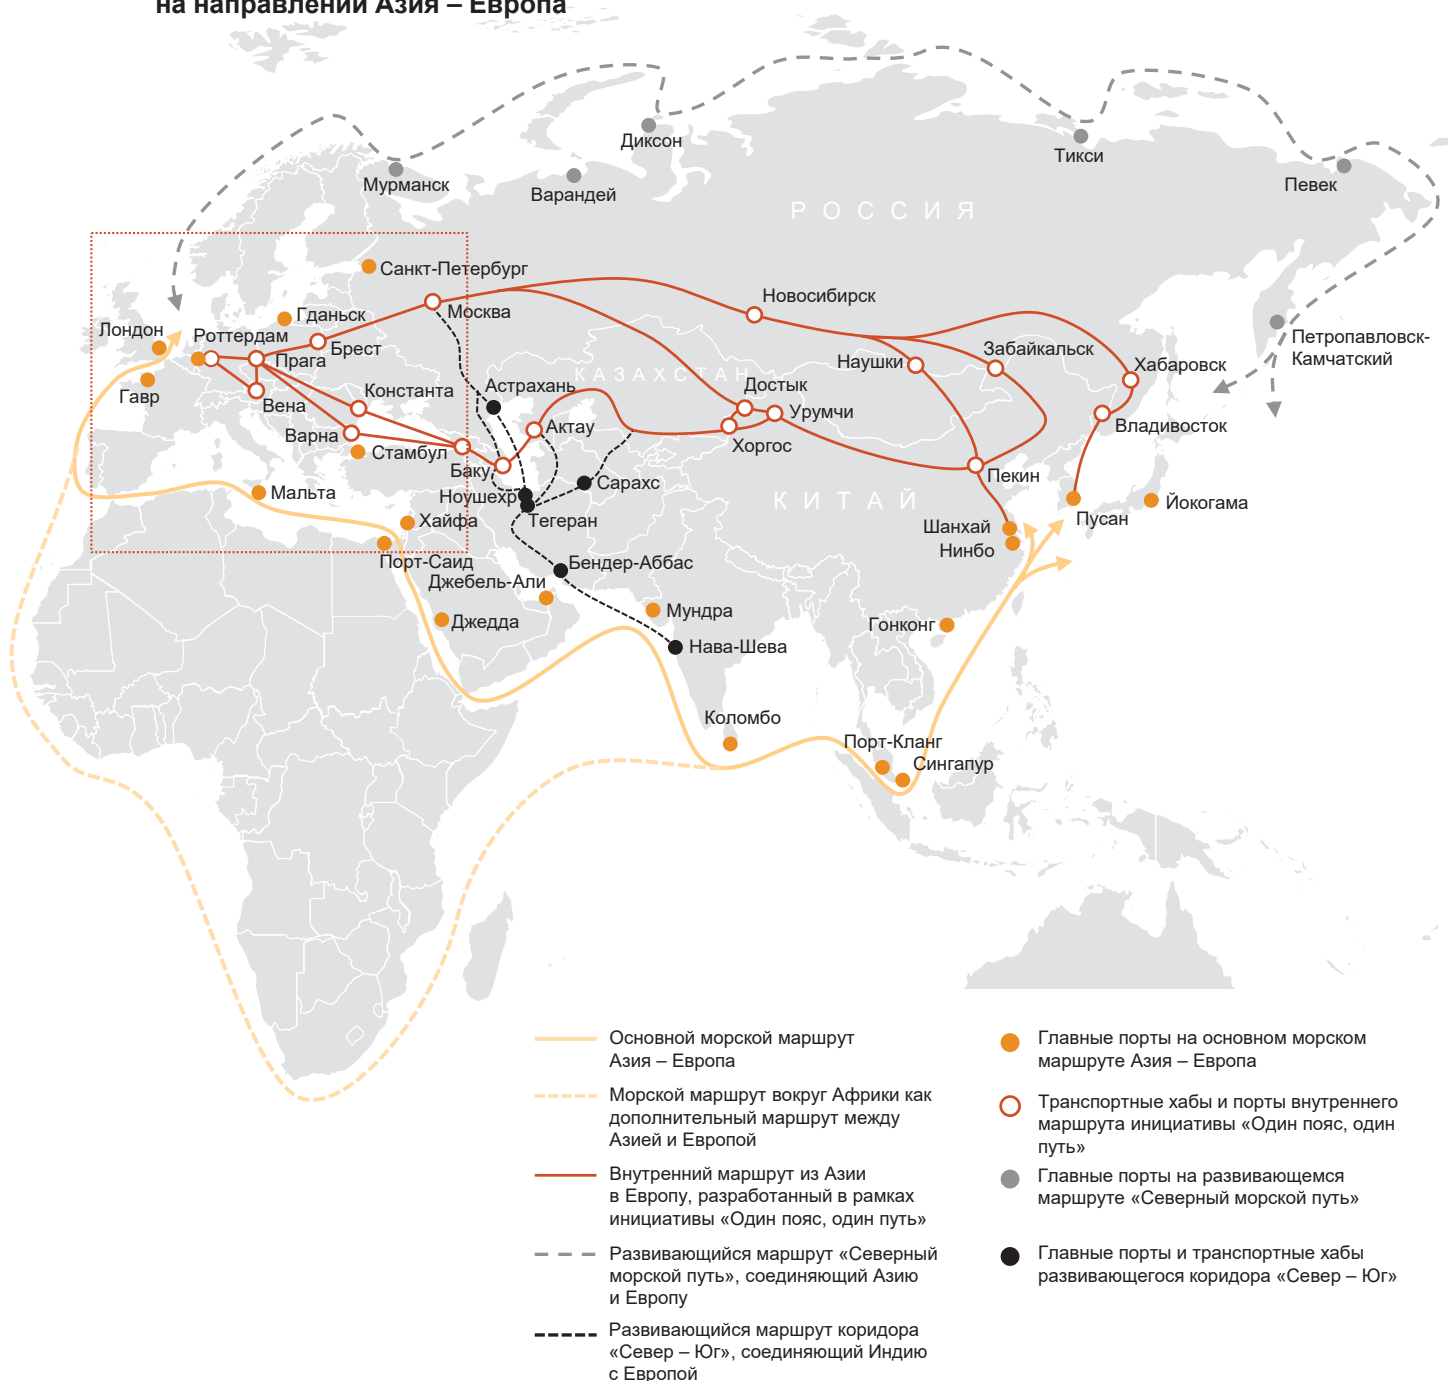 на направлении Азия – Европа
Диксон
Тикси
Мурманск
Варандей
Певек
РОССИЯ
Санкт-Петербург
Новосибирск
Москва
Гданьск
Лондон
Роттердам
Брест
Прага
Петропавловск-
Камчатский
Забайкальск
Наушки
Хабаровск
КАЗАХСТАН
Гавр
Вена
Константа
Астрахань
Достык
Урумчи
Варна
Актау
Владивосток
Хоргос
Стамбул
Баку
Пекин
Мальта
Ноушехр
Сарахс
КИТАЙ
Йокогама
Хайфа
Тегеран
Шанхай
Пусан
Нинбо
Порт-Саид
Бендер-Аббас
Джебель-Али
Мундра
Джедда
Гонконг
Нава-Шева
Коломбо
Порт-Кланг
Сингапур
Основной морской маршрут
Азия – Европа
Морской маршрут вокруг Африки как
дополнительный маршрут между
Азией и Европой
Внутренний маршрут из Азии
в Европу, разработанный в рамках
инициативы «Один пояс, один путь»
Развивающийся маршрут «Северный
морской путь», соединяющий Азию
и Европу
Развивающийся маршрут коридора
«Север – Юг», соединяющий Индию
с Европой
Главные порты на основном морском
маршруте Азия – Европа
Транспортные хабы и порты внутреннего
маршрута инициативы «Один пояс, один
путь»
Главные порты на развивающемся
маршруте «Северный морской путь»
Главные порты и транспортные хабы
развивающегося коридора «Север – Юг»